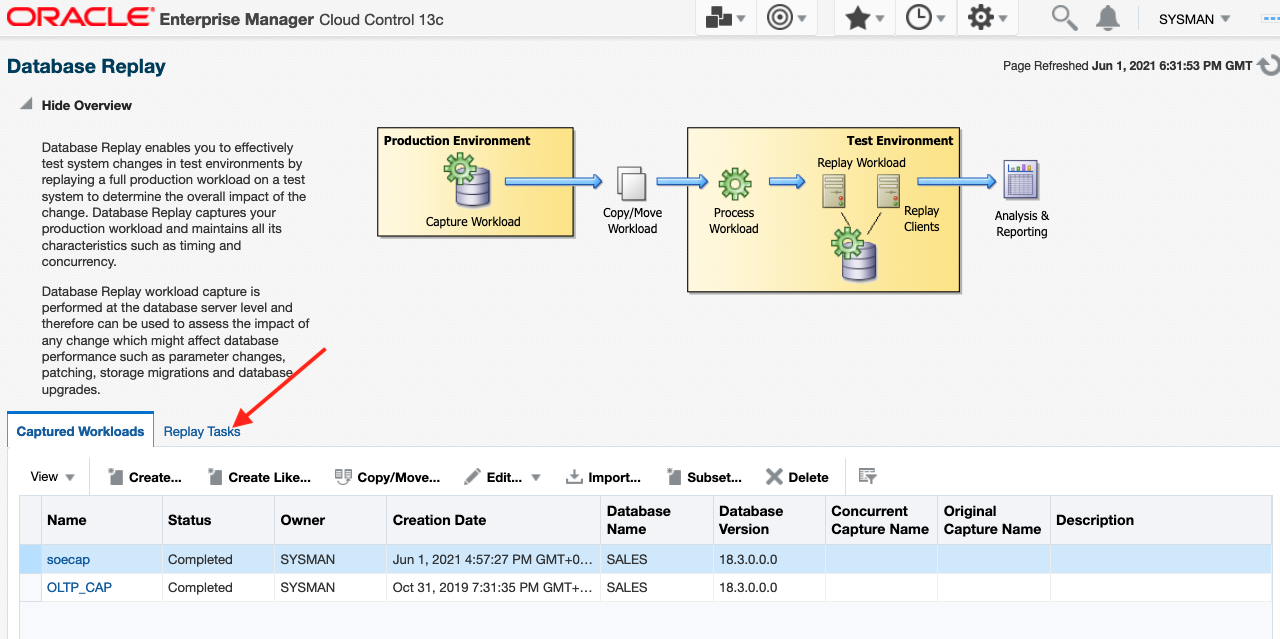 ORACLE Enterprise Manager Cloud Control 13c
SYSMAN
Database Replay
Page Refreshed Jun 1, 2021 6:31:53 PM GMT
Hide Overview
Database Replay enables you to effectively
test system changes in test environments by
replaying a full production workload on a test
system to determine the overall impact of the
change. Database Replay captures your
production workload and maintains all its
characteristics such as timing and
concurrency.
Database Replay workload capture is
performed at the database server level and
therefore can be used to assess the impact of
any change which might affect database
performance such as parameter changes,
patching, storage migrations and database
upgrades.
Production Environment
Capture Workload
Copy/Move
Workload
Test Environment
Process
Workload
Replay Workload
Replay
Clients
Analysis &
Reporting
Captured Workloads Replay Tasks
View Create... Create Like... Copy/Move... Edit... Import... Subset... Delete
Name Status Owner Creation Date Database Name Database Version Concurrent Capture Name Original Capture Name Description
soecap Completed SYSMAN Jun 1, 2021 4:57:27 PM GMT+0... SALES 18.3.0.0.0
OLTP_CAP Completed SYSMAN Oct 31, 2019 7:31:35 PM GMT+... SALES 18.3.0.0.0